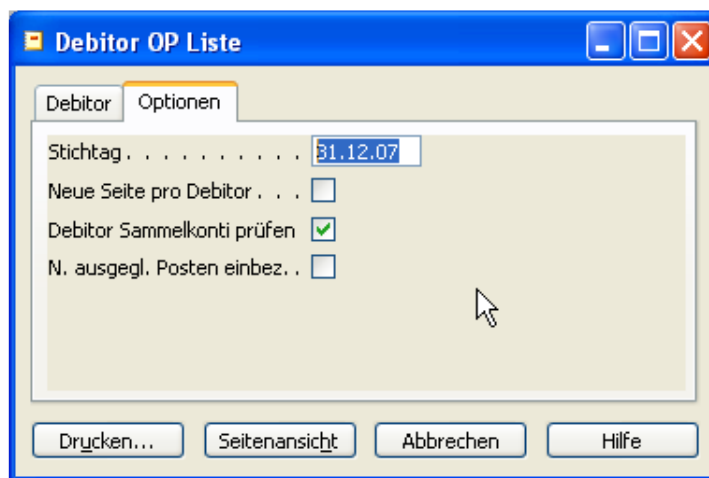 Debitor OP Liste
Debitor Optionen
Stichtag . . . . . . . . . . 31.12.07
Neue Seite pro Debitor . . .
Debitor Sammelkonti prüfen
N. ausgegl. Posten einbez. .
Drucken... Seitenansicht Abbrechen Hilfe